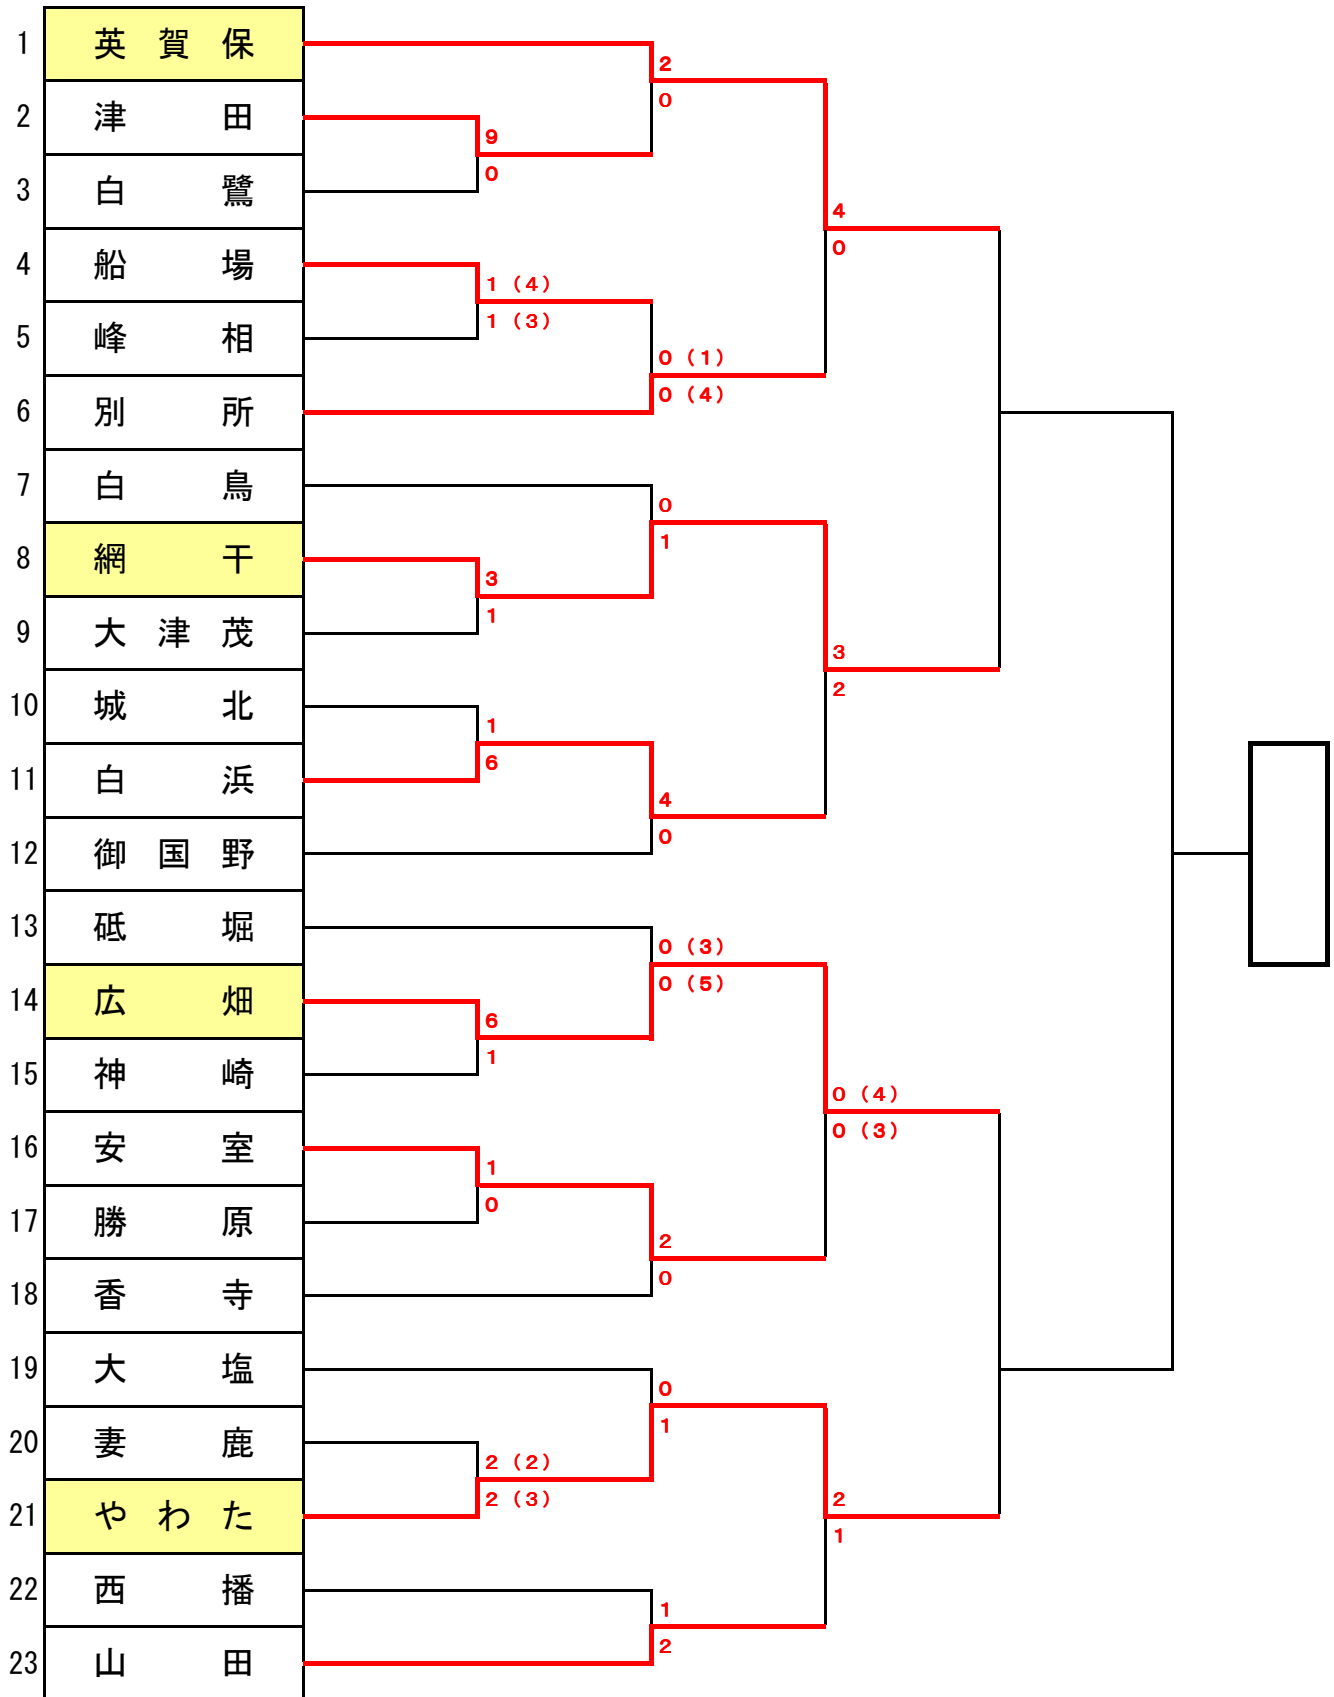 1 英賀保
2
0
2 津田
9
0
3 白鷺
4
0
4 船場
1（4）
1（3）
5 峰相
0（1）
0（4）
6 別所
7 白鳥
0
1
8 網干
3
1
9 大津茂
3
2
10 城北
1
6
11 白浜
4
0
12 御国野
13 砥堀
0（3）
0（5）
14 広畑
6
1
15 神崎
0（4）
0（3）
16 安室
1
0
17 勝原
2
0
18 香寺
19 大塩
0
1
20 妻鹿
2（2）
2（3）
21 やわた
2
1
22 西播
1
2
23 山田